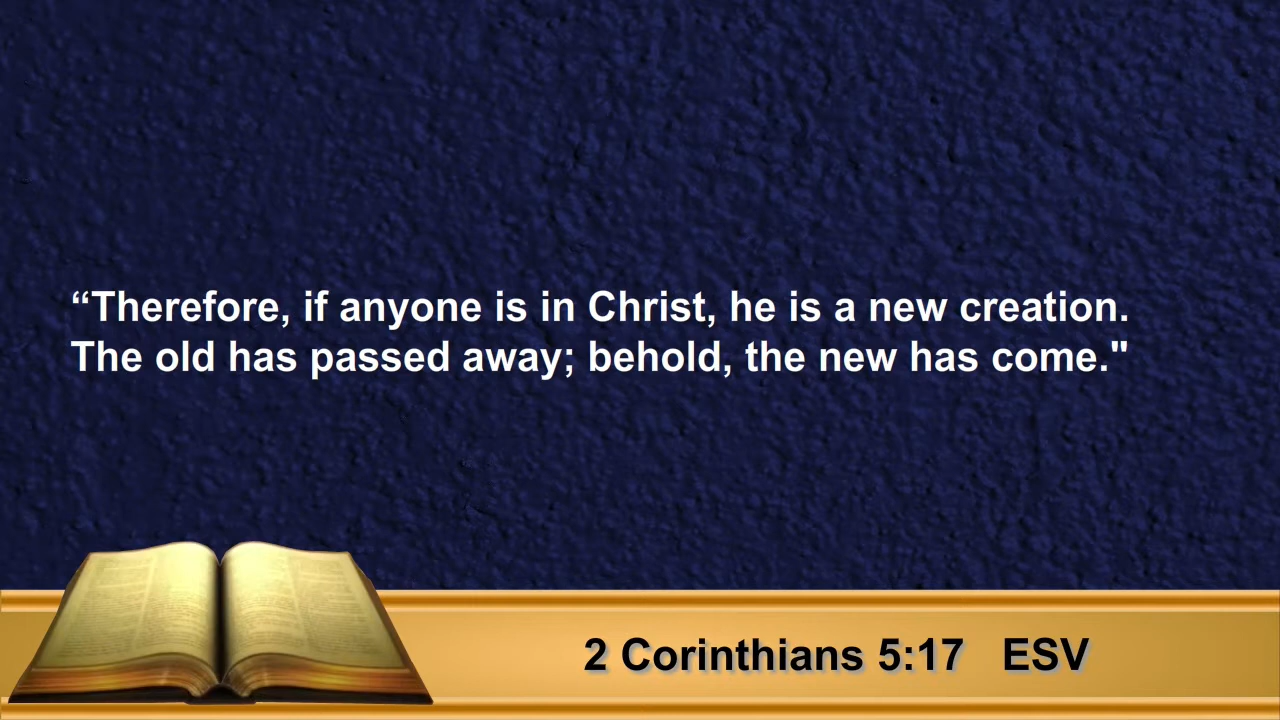 “Therefore, if anyone is in Christ, he is a new creation.
The old has passed away; behold, the new has come."
2 Corinthians 5:17 ESV